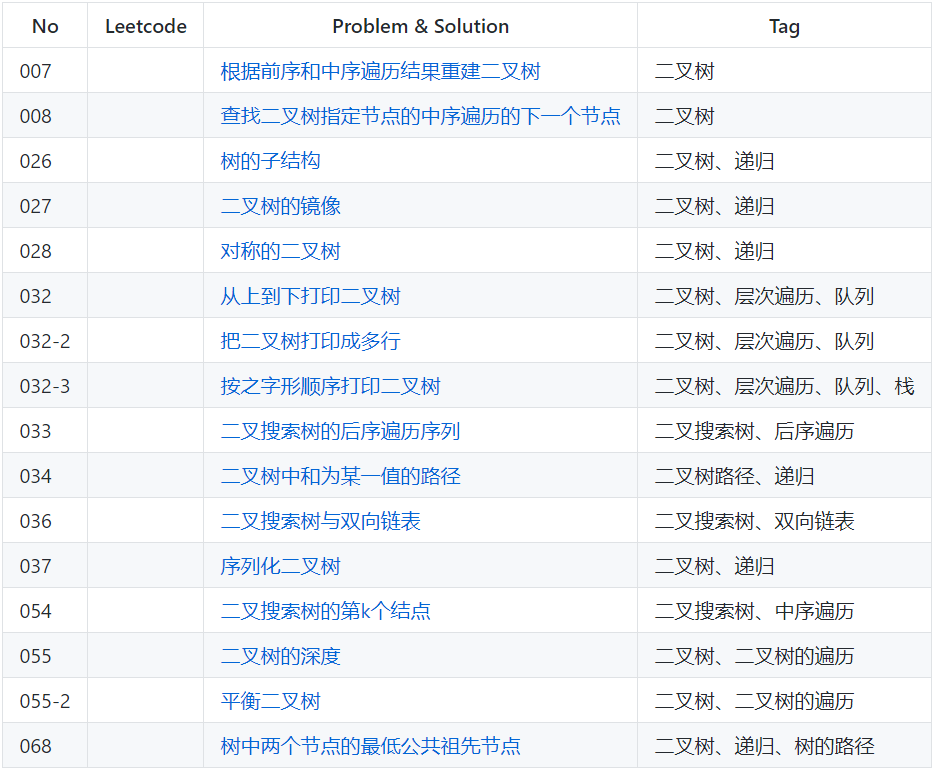 No Leetcode Problem & Solution Tag
007 根据前序和中序遍历结果重建二叉树 二叉树
008 查找二叉树指定节点的中序遍历的下一个节点 二叉树
026 树的子结构 二叉树、递归
027 二叉树的镜像 二叉树、递归
028 对称的二叉树 二叉树、递归
032 从上到下打印二叉树 二叉树、层次遍历、队列
032-2 把二叉树打印成多行 二叉树、层次遍历、队列
032-3 按之字形顺序打印二叉树 二叉树、层次遍历、队列、栈
033 二叉搜索树的后序遍历序列 二叉搜索树、后序遍历
034 二叉树中和为某一值的路径 二叉树路径、递归
036 二叉搜索树与双向链表 二叉搜索树、双向链表
037 序列化二叉树 二叉树、递归
054 二叉搜索树的第k个结点 二叉搜索树、中序遍历
055 二叉树的深度 二叉树、二叉树的遍历
055-2 平衡二叉树 二叉树、二叉树的遍历
068 树中两个节点的最低公共祖先节点 二叉树、递归、树的路径